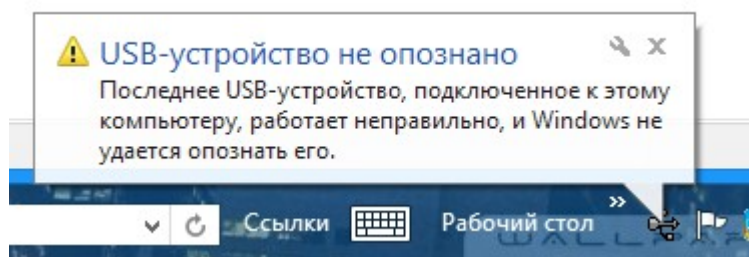 USB-устройство не опознано
Последнее USB-устройство, подключенное к этому
компьютеру, работает неправильно, и Windows не
удается опознать его.
Ссылки
Рабочий стол
»